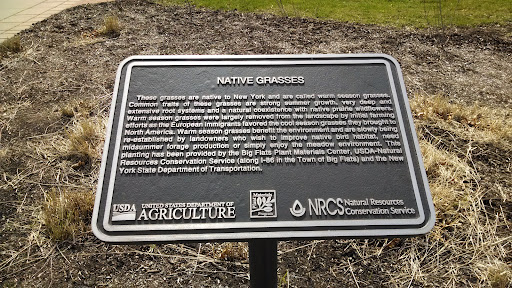 NATIVE GRASSES
These grasses are native to New York and are called warm season grasses.
Common traits of these grasses are strong summer growth, very deep and
extensive root systems and a natural coexistence with native prairie wildflowers.
Warm season grasses were largely removed from the landscape by initial farming
efforts as the European immigrants favored the cool season grasses they brought to
North America. Warm season grasses benefit the environment and are slowly being
re-established by landowners who wish to improve native bird habitat, need
midsummer forage production or simply enjoy the meadow environment. This
planting has been provided by the Big Flats Plant Materials Center, USDA-Natural
Resources Conservation Service (along I-86 in the Town of Big Flats) and the New
York State Department of Transportation.
USDA
UNITED STATES DEPARTMENT OF
AGRICULTURE
NRCS
Natural Resources
Conservation Service